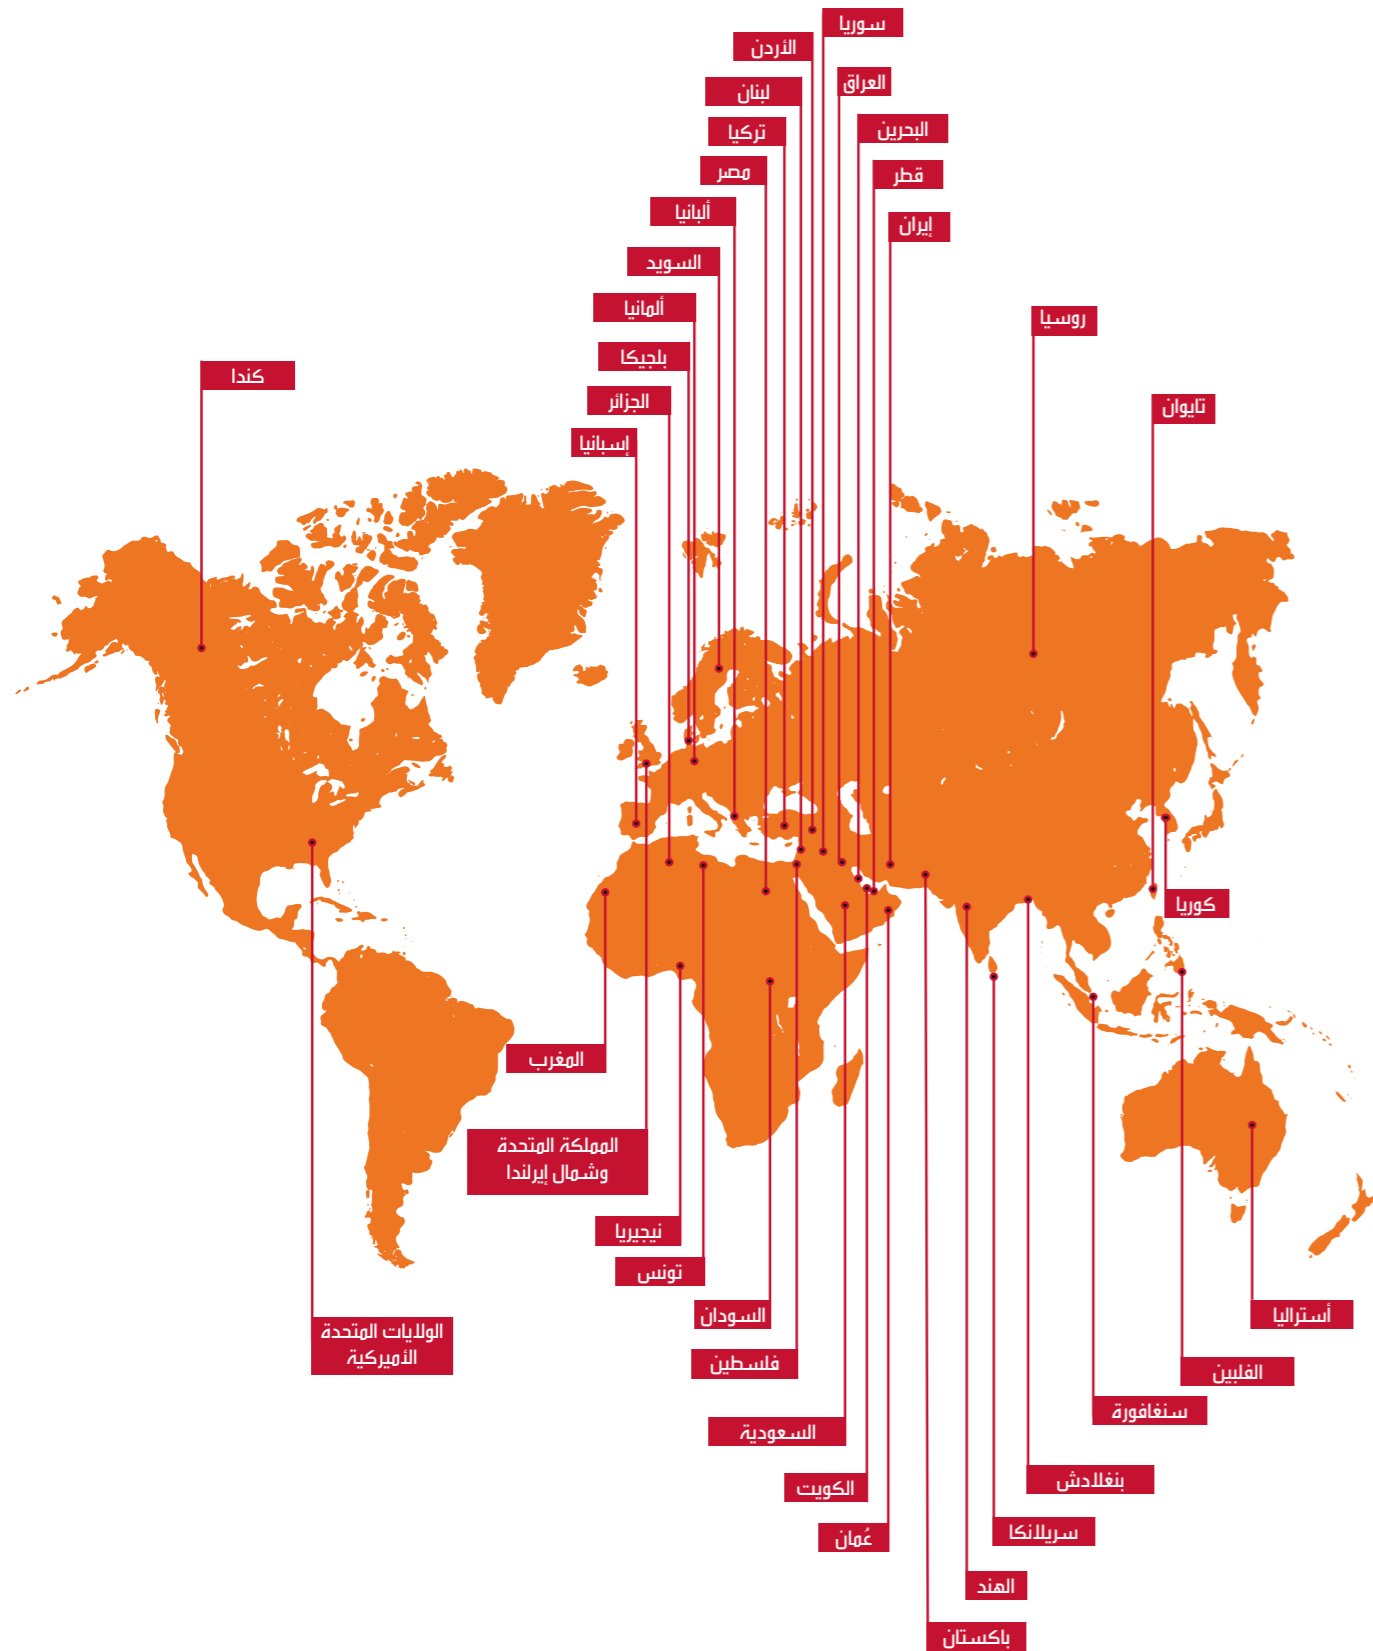 سوريا
الأردن
العراق
لبنان
البحرين
تركيا
مصر
قطر
ألبانيا
إيران
السويد
ألمانيا
روسيا
بلجيكا
كندا
الجزائر
تايوان
إسبانيا
كوريا
المغرب
المملكة المتحدة
وشمال إيرلندا
نيجيريا
تونس
السودان
أستراليا
الولايات المتحدة
الأميركية
فلسطين
الفلبين
سنغافورة
السعودية
بنغلادش
الكويت
سريلانكا
عُمان
الهند
باكستان